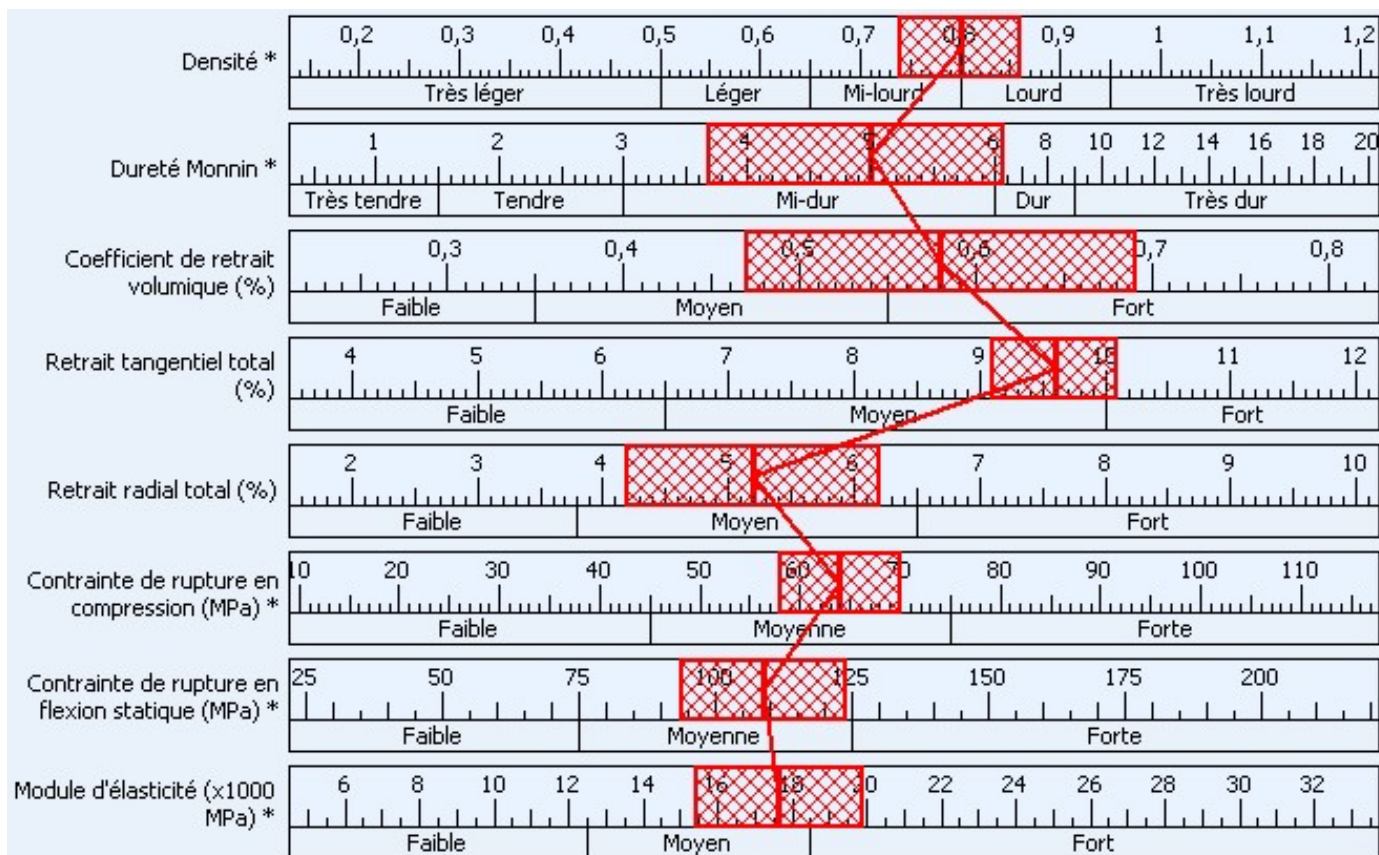 0,2 0,3 0,4 0,5 0,6 0,7 0,8 0,9 1 1,1 1,2
Densité *
Très léger Léger Mi-lourd Lourd Très lourd
1 2 3 4 5 6 8 10 12 14 16 18 20
Dureté Monnin *
Très tendre Tendre Mi-dur Dur Très dur
0,3 0,4 0,5 0,6 0,7 0,8
Coefficient de retrait
volumique (%)
Faible Moyen Fort
4 5 6 7 8 9 10 11 12
Retrait tangentiel total
(%)
Faible Moyen Fort
2 3 4 5 6 7 8 9 10
Retrait radial total (%)
Faible Moyen Fort
10 20 30 40 50 60 70 80 90 100 110
Contrainte de rupture en
compression (MPa) *
Faible Moyenne Forte
25 50 75 100 125 150 175 200
Contrainte de rupture en
flexion statique (MPa) *
Faible Moyenne Forte
6 8 10 12 14 16 18 20 22 24 26 28 30 32
Module d'élasticité (x1000
MPa) *
Faible Moyen Fort